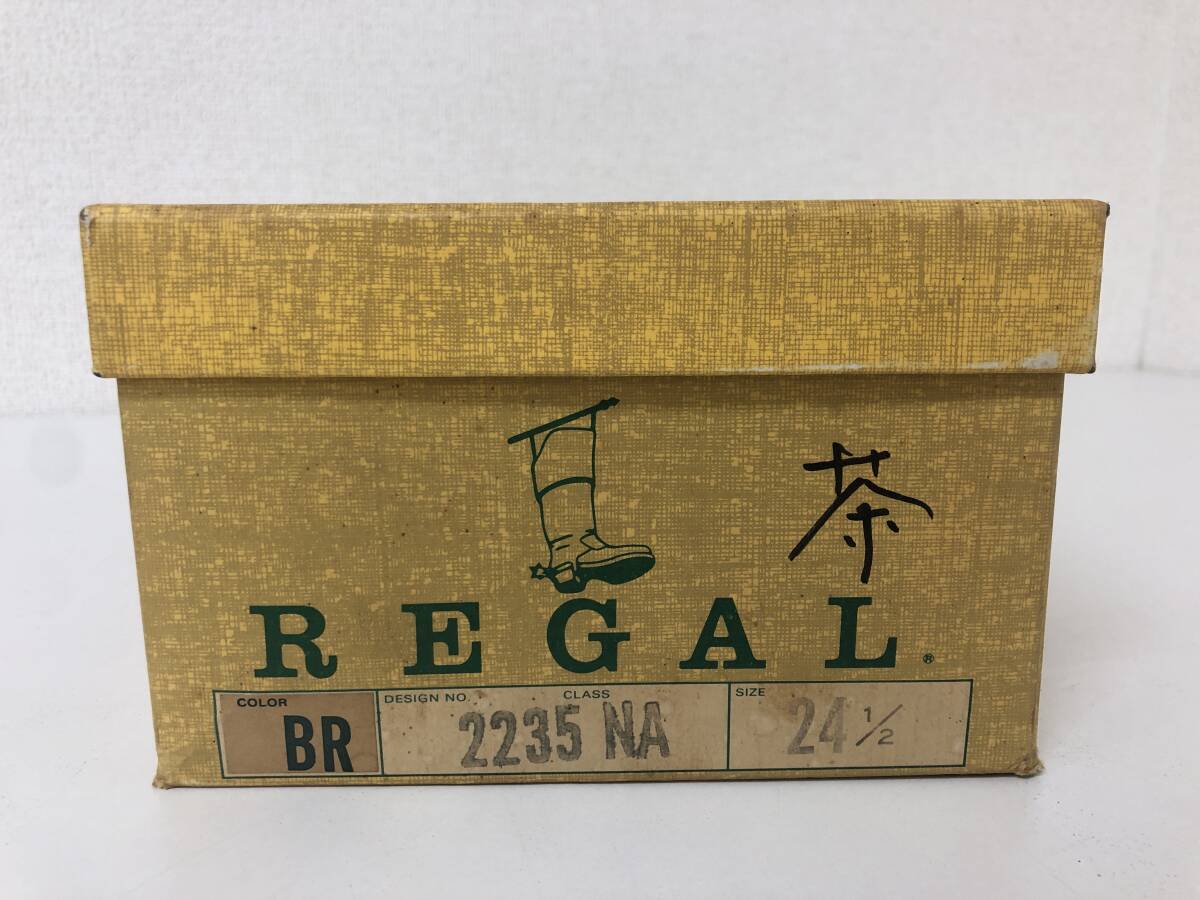 茶
REGAL®
COLOR DESIGN NO. CLASS SIZE
BR 2235 NA 24 1/2